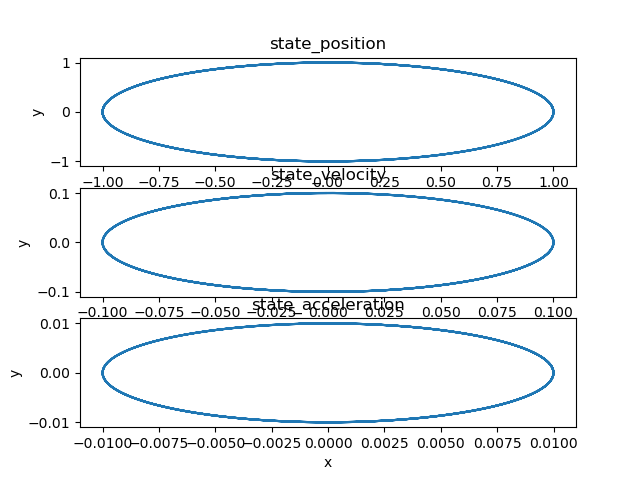 state_position
1
0
−1
y
−1.00 −0.75 −0.50 −0.25 0.00 0.25 0.50 0.75 1.00
state_velocity
0.1
0.0
−0.1
y
−0.100 −0.075 −0.050 −0.025 0.000 0.025 0.050 0.075 0.100
state_acceleration
0.01
0.00
−0.01
y
−0.0100 −0.0075 −0.0050 −0.0025 0.0000 0.0025 0.0050 0.0075 0.0100
x